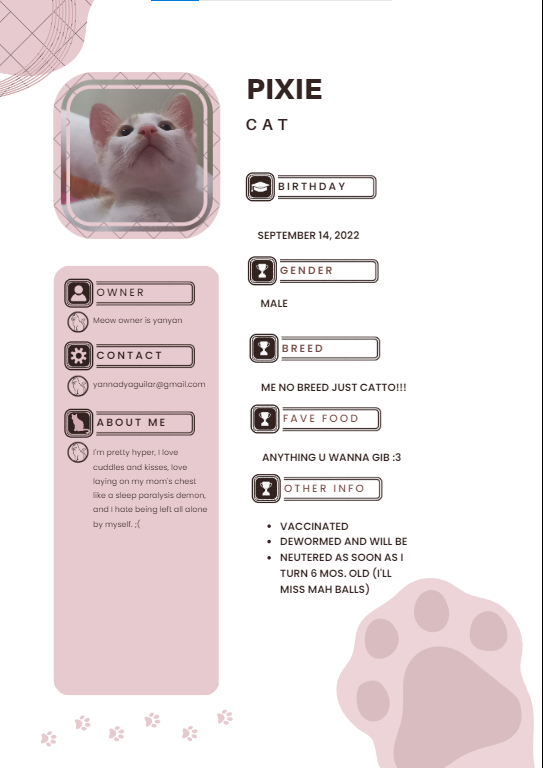 PIXIE
CAT
BIRTHDAY
SEPTEMBER 14, 2022
GENDER
MALE
BREED
ME NO BREED JUST CATTO!!!
FAVE FOOD
ANYTHING U WANNA GIB :3
OTHER INFO
• VACCINATED
• DEWORMED AND WILL BE
• NEUTERED AS SOON AS I
TURN 6 MOS. OLD (I'LL
MISS MAH BALLS)
OWNER
Meow owner is yanyan
CONTACT
yannadyaguilar@gmail.com
ABOUT ME
I'm pretty hyper, I love
cuddles and kisses, love
laying on my mom's chest
like a sleep paralysis demon,
and I hate being left all alone
by myself. ;(